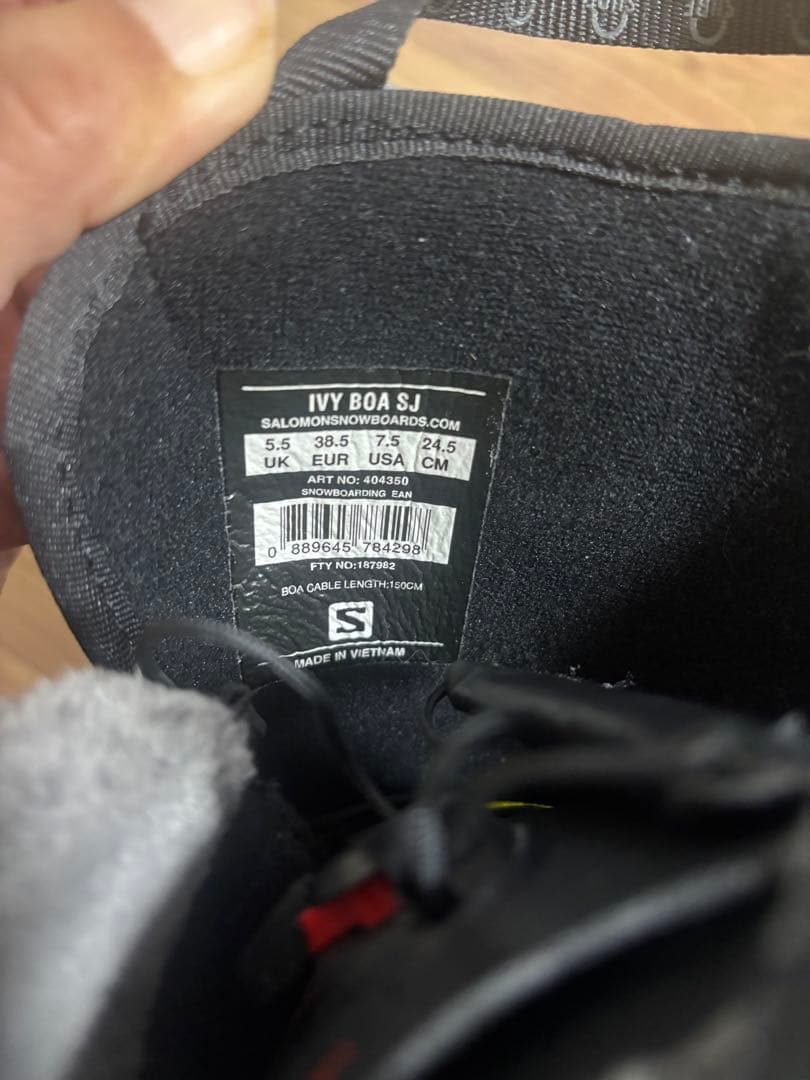 IVY BOA SJ
SALOMONSNOWBOARDS.COM
5.5 38.5 7.5 24.5
UK EUR USA CM
ART NO: 404350
SNOWBOARDING EAN
0 889645 784298
FTY NO:187982
BOA CABLE LENGTH:150CM
S
MADE IN VIETNAM